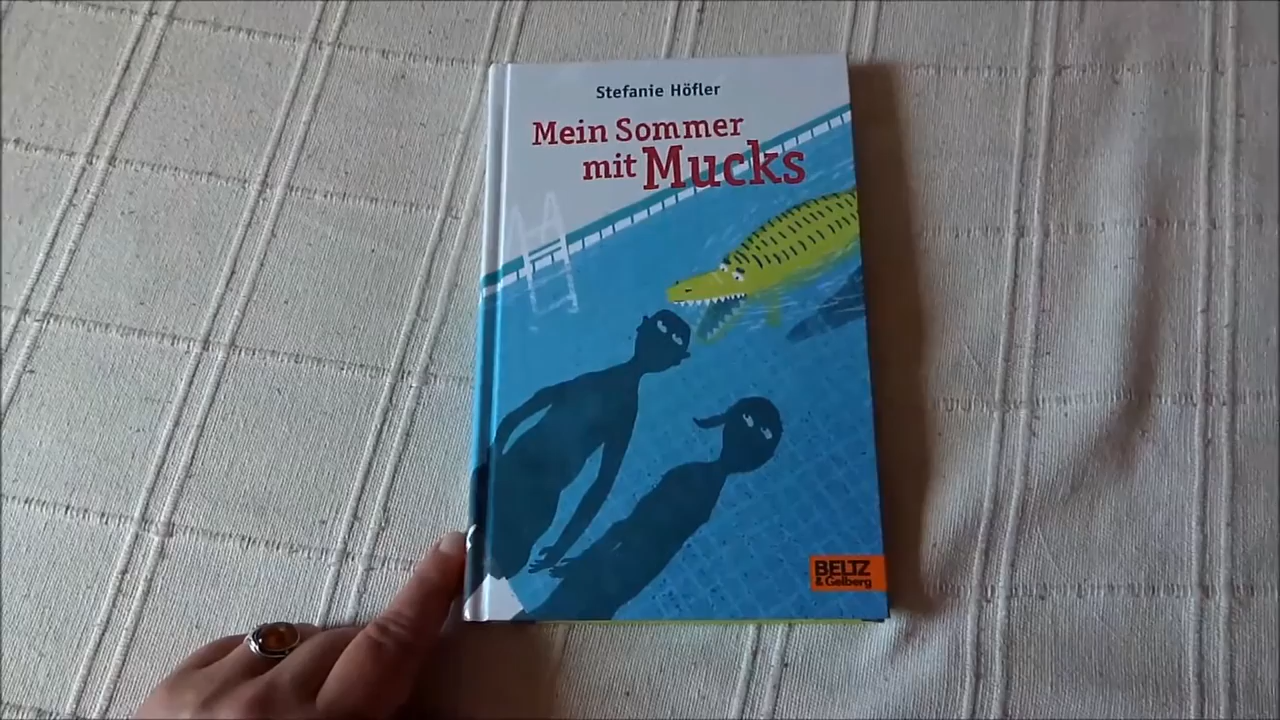 Stefanie Höfler
Mein Sommer
mit Mucks
BELTZ
& Gelberg